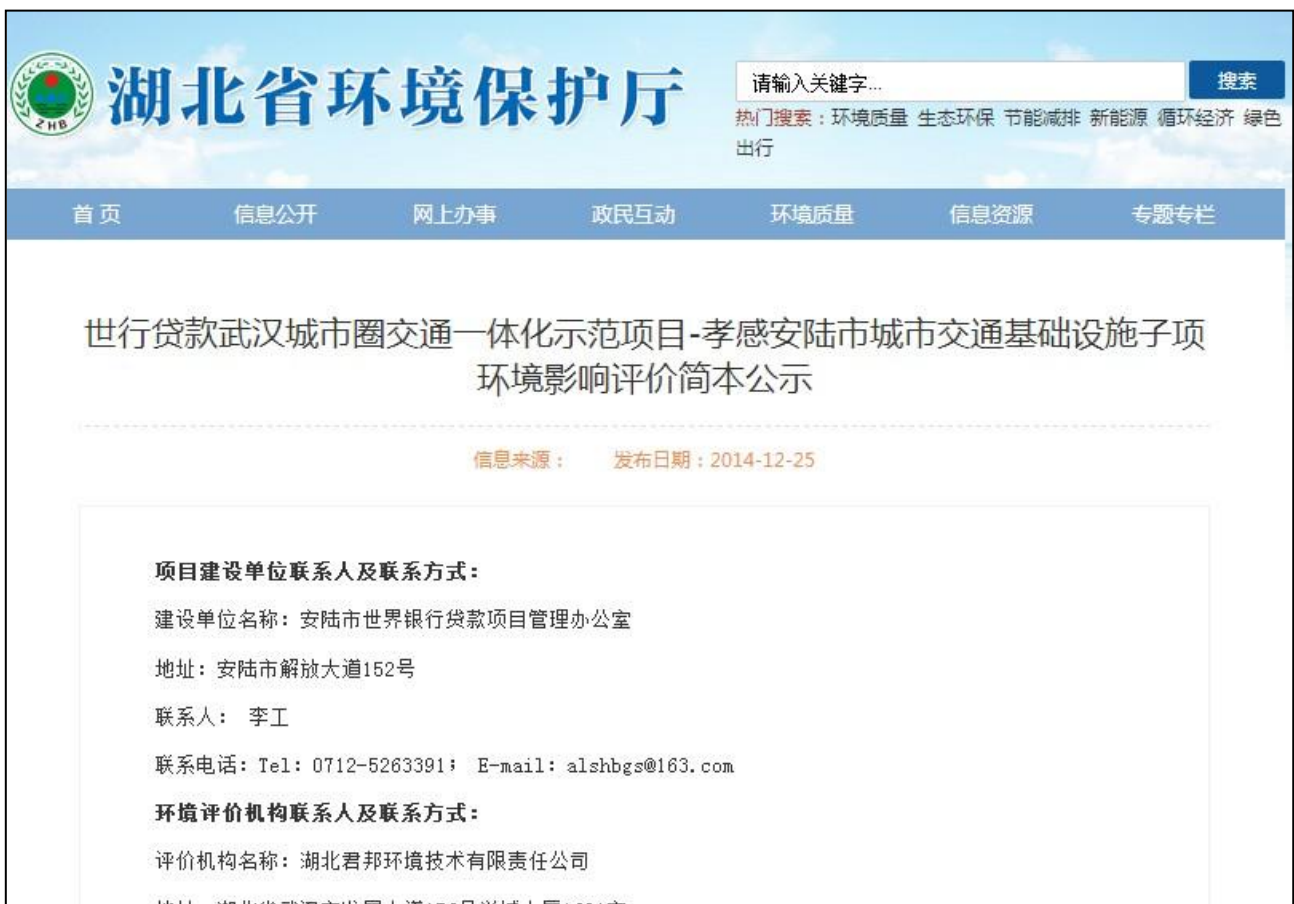 ZHB
湖北省环境保护厅
请输入关键字...
搜索
热门搜索：环境质量 生态环保 节能减排 新能源 循环经济 绿色
出行
首页 信息公开 网上办事 政民互动 环境质量 信息资源 专题专栏
世行贷款武汉城市圈交通一体化示范项目-孝感安陆市城市交通基础设施子项
环境影响评价简本公示
信息来源： 发布日期：2014-12-25
项目建设单位联系人及联系方式：
建设单位名称：安陆市世界银行贷款项目管理办公室
地址：安陆市解放大道152号
联系人： 李工
联系电话：Tel：0712-5263391； E-mail：alshbgs@163.com
环境评价机构联系人及联系方式：
评价机构名称：湖北君邦环境技术有限责任公司